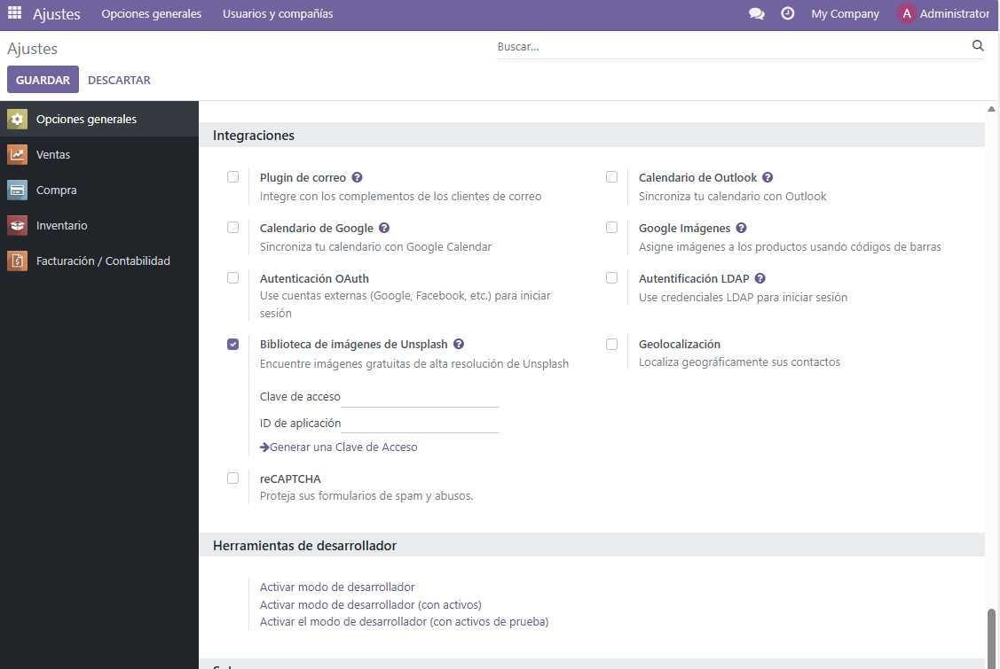 Ajustes Opciones generales Usuarios y compañías My Company A Administrator
Ajustes Buscar...
GUARDAR DESCARTAR
Opciones generales
Ventas
Compra
Inventario
Facturación / Contabilidad
Integraciones
Plugin de correo ?
Integre con los complementos de los clientes de correo
Calendario de Outlook ?
Sincroniza tu calendario con Outlook
Calendario de Google ?
Sincroniza tu calendario con Google Calendar
Google Imágenes ?
Asigne imágenes a los productos usando códigos de barras
Autenticación OAuth
Use cuentas externas (Google, Facebook, etc.) para iniciar
sesión
Autentificación LDAP ?
Use credenciales LDAP para iniciar sesión
Biblioteca de imágenes de Unsplash ?
Encuentre imágenes gratuitas de alta resolución de Unsplash
Clave de acceso
ID de aplicación
Generar una Clave de Acceso
Geolocalización
Localiza geográficamente sus contactos
reCAPTCHA
Proteja sus formularios de spam y abusos.
Herramientas de desarrollador
Activar modo de desarrollador
Activar modo de desarrollador (con activos)
Activar el modo de desarrollador (con activos de prueba)